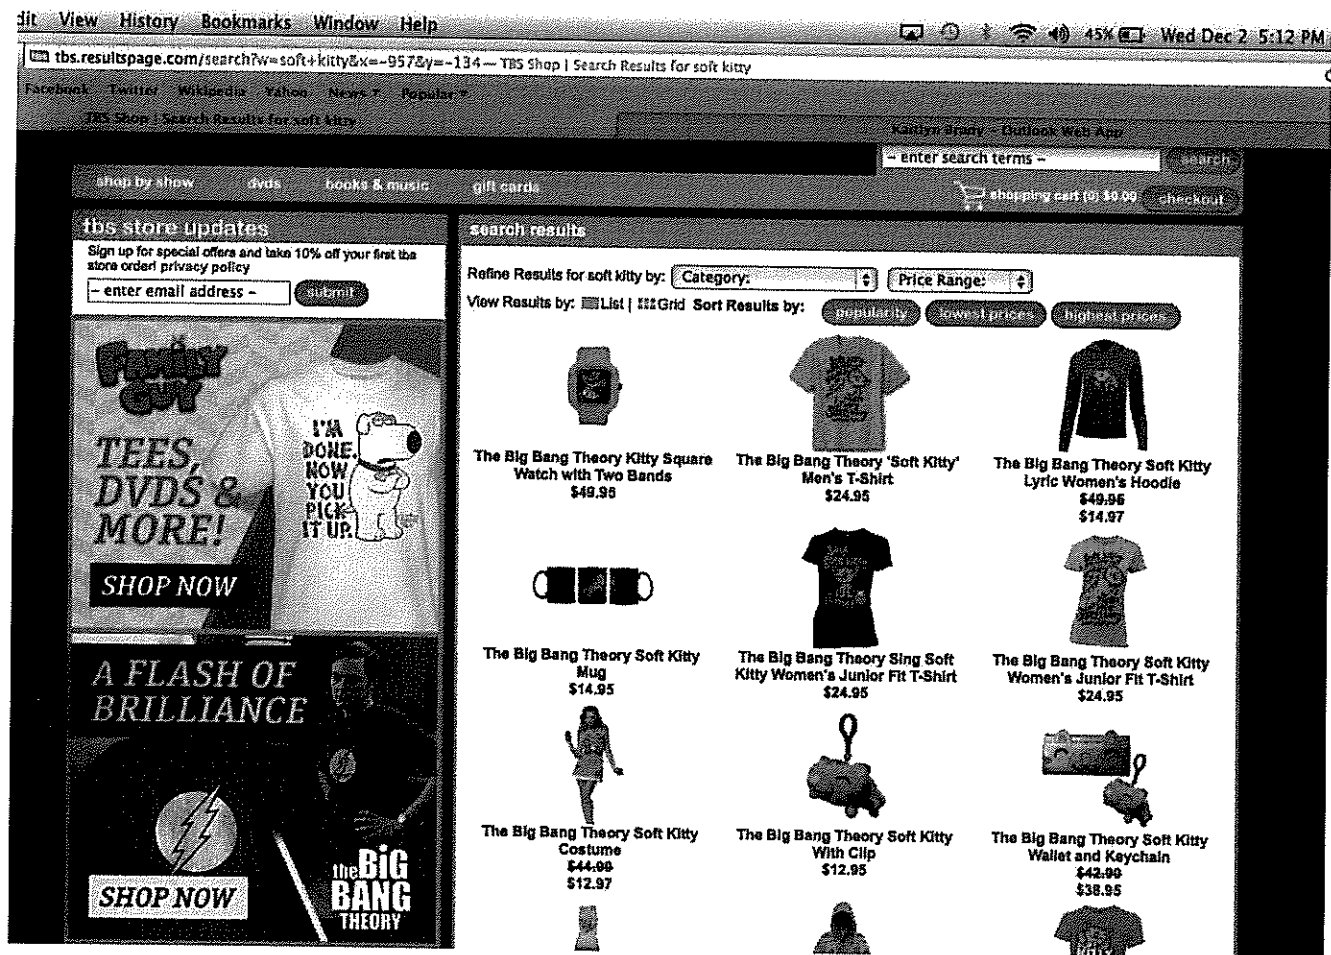 dit View History Bookmarks Window Help
45% Wed Dec 2 5:12 PM
tbs.resultspage.com/search?w=soft+kitty&x=-957&y=-134 — TBS Shop | Search Results for soft kitty
Facebook Twitter Wikipedia Yahoo News Popular
TBS Shop | Search Results for soft kitty
Kaitlyn Brany - Outlook Web App
- enter search terms - search
shop by show dvds books & music gift cards
shopping cart (0) $0.00 checkout
tbs store updates
Sign up for special offers and take 10% off your first tbs
store order! privacy policy
- enter email address - submit
FAMILY
GUY
TEES,
DVDS &
MORE!
SHOP NOW
I'M
DONE.
NOW
YOU
PICK
IT UP.
A FLASH OF
BRILLIANCE
SHOP NOW
the BIG
BANG
THEORY
search results
Refine Results for soft kitty by: Category: Price Range:
View Results by: List | Grid Sort Results by: popularity lowest prices highest prices
The Big Bang Theory Kitty Square
Watch with Two Bands
$49.95
The Big Bang Theory 'Soft Kitty'
Men's T-Shirt
$24.95
The Big Bang Theory Soft Kitty
Lyric Women's Hoodie
$49.95
$14.97
The Big Bang Theory Soft Kitty
Mug
$14.95
The Big Bang Theory Sing Soft
Kitty Women's Junior Fit T-Shirt
$24.95
The Big Bang Theory Soft Kitty
Women's Junior Fit T-Shirt
$24.95
The Big Bang Theory Soft Kitty
Costume
$44.99
$12.97
The Big Bang Theory Soft Kitty
With Clip
$12.95
The Big Bang Theory Soft Kitty
Wallet and Keychain
$42.90
$38.95